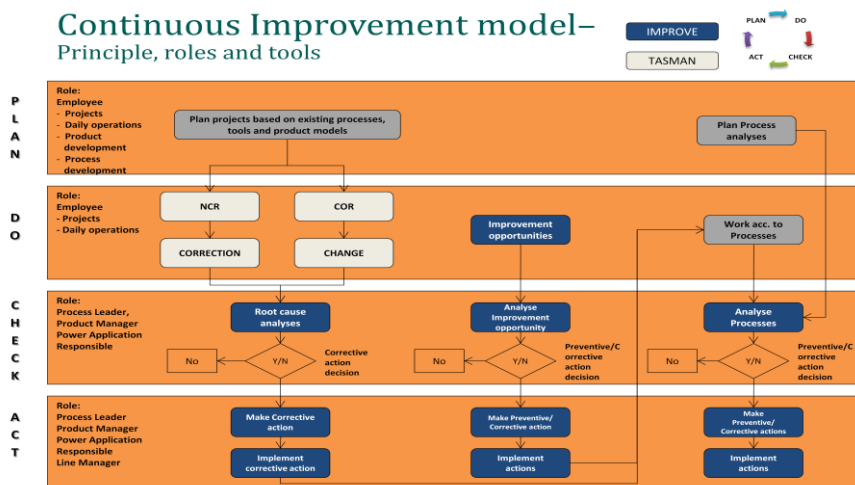 Continuous Improvement model–
Principle, roles and tools
IMPROVE
TASMAN
PLAN
DO
ACT
CHECK
P
L
A
N
Role:
Employee
- Projects
- Daily operations
- Product
development
- Process
development
Plan projects based on existing processes,
tools and product models
Plan Process
analyses
D
O
Role:
Employee
- Projects
- Daily operations
NCR
COR
CORRECTION
CHANGE
Improvement
opportunities
Work acc. to
Processes
C
H
E
C
K
Role:
Process Leader,
Product Manager
Power Application
Responsible
Root cause
analyses
No
Y/N
Corrective
action
decision
Analyse
Improvement
opportunity
No
Y/N
Preventive/C
orrective
action
decision
Analyse
Processes
No
Y/N
Preventive/C
orrective
action
decision
A
C
T
Role:
Process Leader
Product Manager
Power Application
Responsible
Line Manager
Make Corrective
action
Implement
corrective action
Make Preventive/
Corrective action
Implement
actions
Make
Preventive/
Corrective actions
Implement
actions